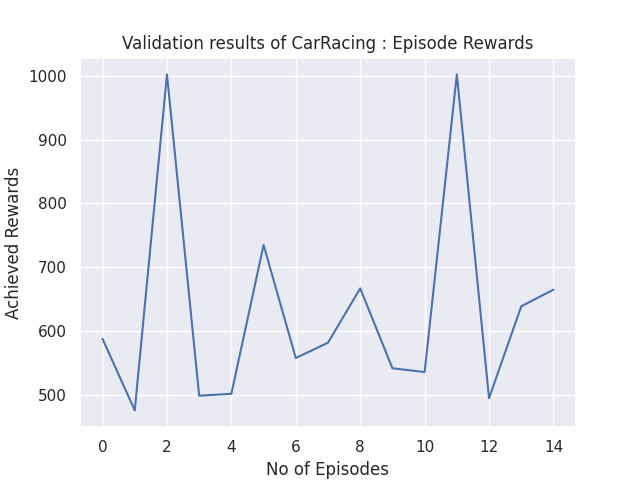 Validation results of CarRacing : Episode Rewards
Achieved Rewards
1000
900
800
700
600
500
0 2 4 6 8 10 12 14
No of Episodes